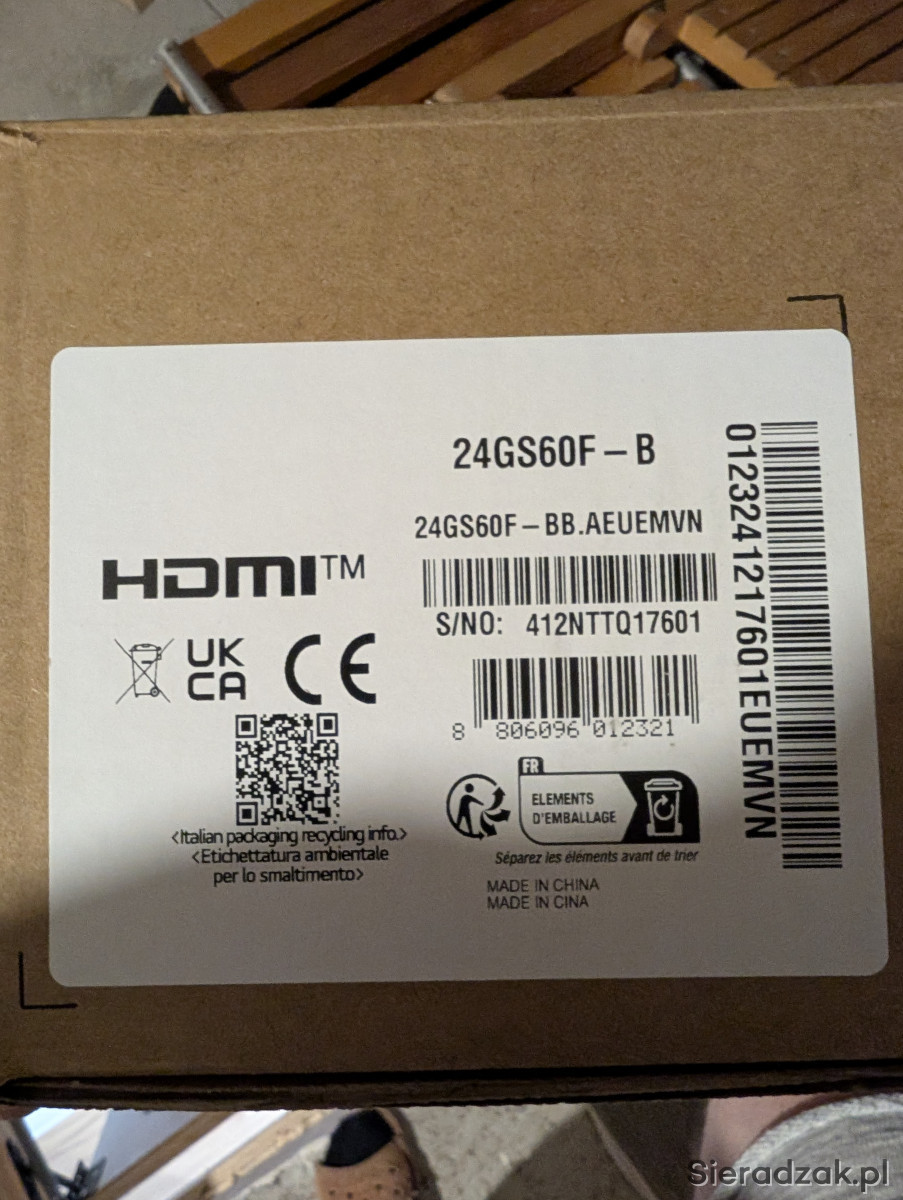 24GS60F – B
24GS60F – BB.AEUEMVN
HDMI™
S/NO: 412NTTQ17601
UK
CA
CE
8 806096 012321
FR
ELEMENTS
D'EMBALLAGE
Séparez les éléments avant de trier
<Italian packaging recycling info.>
<Etichettatura ambientale
per lo smaltimento>
MADE IN CHINA
MADE IN CINA
0123241217601EUEMVN
Sieradzak.pl